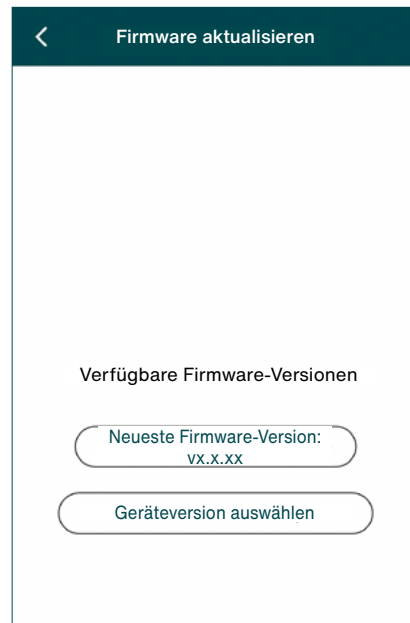 Firmware aktualisieren
Verfügbare Firmware-Versionen
Neueste Firmware-Version:
vx.x.xx
Geräteversion auswählen